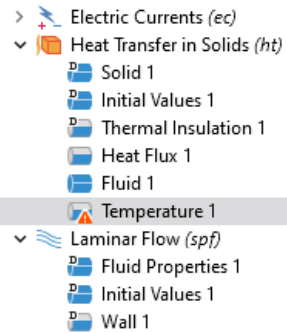 Electric Currents (ec)
Heat Transfer in Solids (ht)
Solid 1
Initial Values 1
Thermal Insulation 1
Heat Flux 1
Fluid 1
Temperature 1
Laminar Flow (spf)
Fluid Properties 1
Initial Values 1
Wall 1